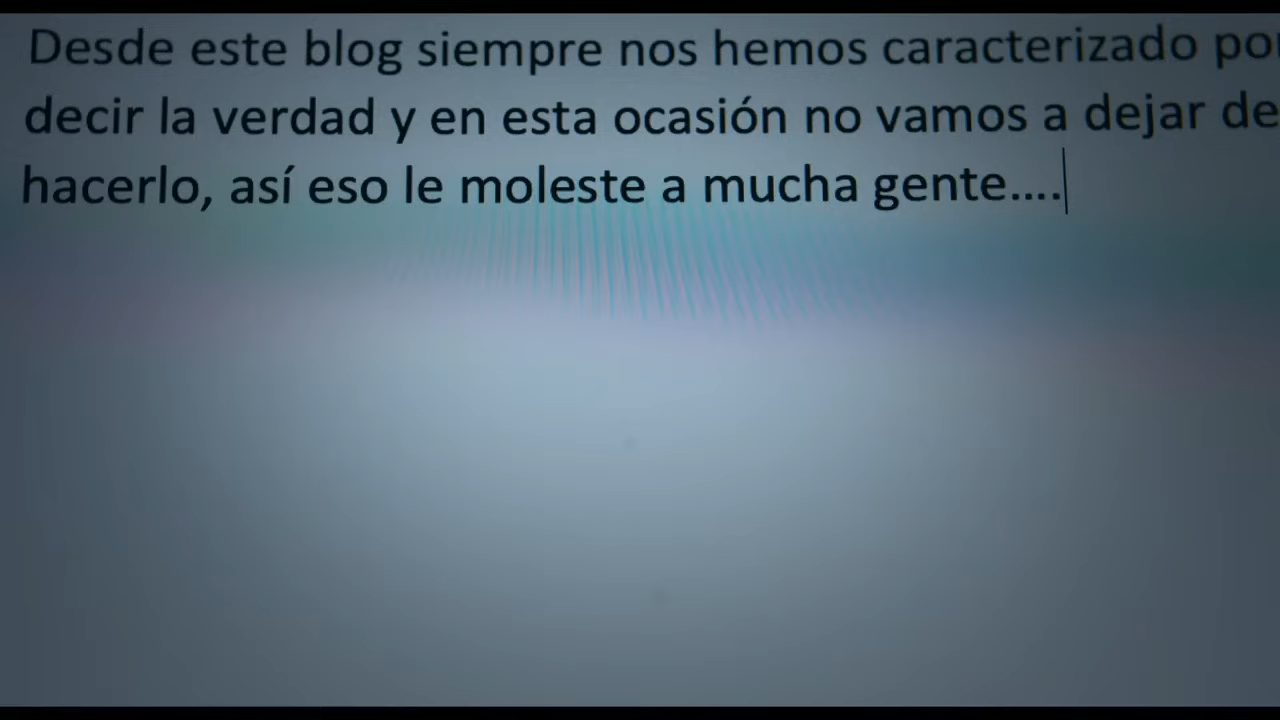 Desde este blog siempre nos hemos caracterizado por
decir la verdad y en esta ocasión no vamos a dejar de
hacerlo, así eso le moleste a mucha gente....